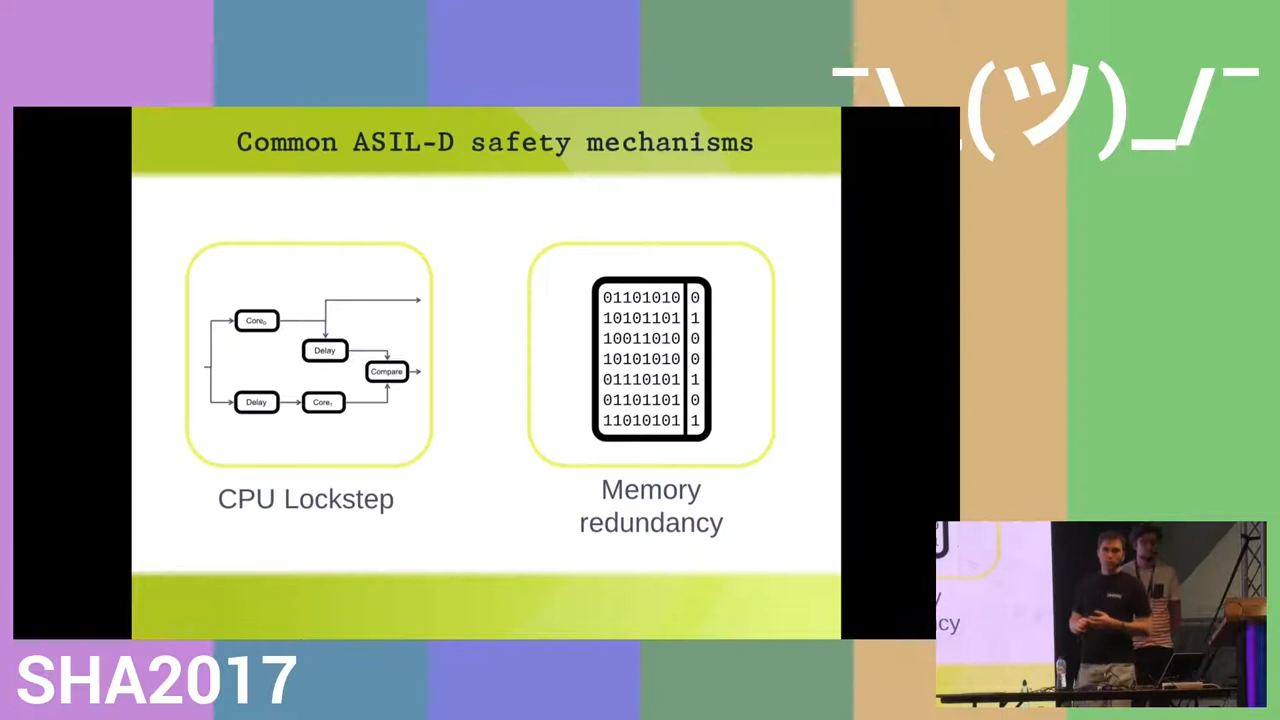 ¯\_(ツ)_/¯
Common ASIL-D safety mechanisms
Core₀
Delay
Compare
Delay
Core₁
01101010 0
10101101 1
10011010 0
10101010 0
01110101 1
01101101 0
11010101 1
CPU Lockstep
Memory
redundancy
y
cy
SHA2017